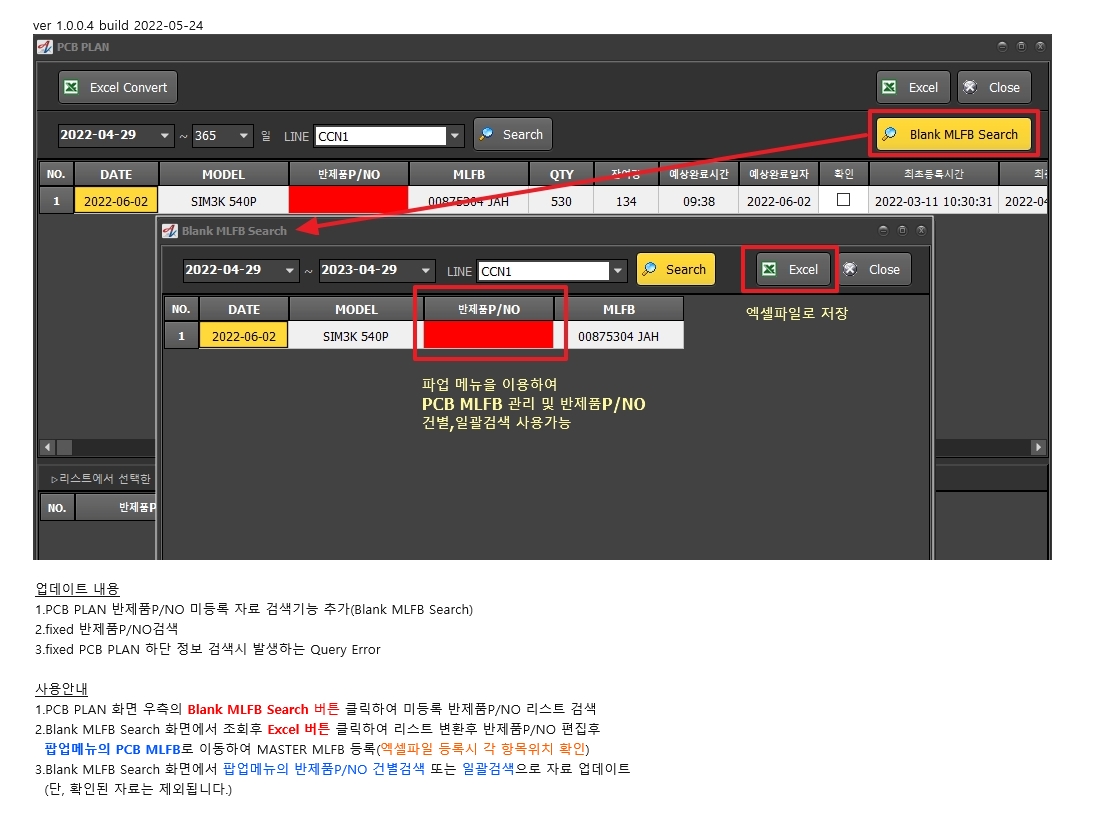 ver 1.0.0.4 build 2022-05-24
PCB PLAN
Excel Convert
Excel
Close
2022-04-29 ~ 365 일 LINE CCN1 Search
Blank MLFB Search
NO. DATE MODEL 반제품P/NO MLFB QTY 잔여량 예상완료시간 예상완료일자 확인 최초등록시간
1 2022-06-02 SIM3K 540P 00875304 JAH 530 134 09:38 2022-06-02 2022-03-11 10:30:31 2022-04
Blank MLFB Search
2022-04-29 ~ 2023-04-29 LINE CCN1 Search Excel Close
NO. DATE MODEL 반제품P/NO MLFB
엑셀파일로 저장
1 2022-06-02 SIM3K 540P 00875304 JAH
파업 메뉴을 이용하여
PCB MLFB 관리 및 반제품P/NO
건별,일괄검색 사용가능
▷리스트에서 선택한
NO. 반제품P
업데이트 내용
1.PCB PLAN 반제품P/NO 미등록 자료 검색기능 추가(Blank MLFB Search)
2.fixed 반제품P/NO검색
3.fixed PCB PLAN 하단 정보 검색시 발생하는 Query Error
사용안내
1.PCB PLAN 화면 우측의 Blank MLFB Search 버튼 클릭하여 미등록 반제품P/NO 리스트 검색
2.Blank MLFB Search 화면에서 조회후 Excel 버튼 클릭하여 리스트 변환후 반제품P/NO 편집후
팝업메뉴의 PCB MLFB로 이동하여 MASTER MLFB 등록(엑셀파일 등록시 각 항목위치 확인)
3.Blank MLFB Search 화면에서 팝업메뉴의 반제품P/NO 건별검색 또는 일괄검색으로 자료 업데이트
(단, 확인된 자료는 제외됩니다.)